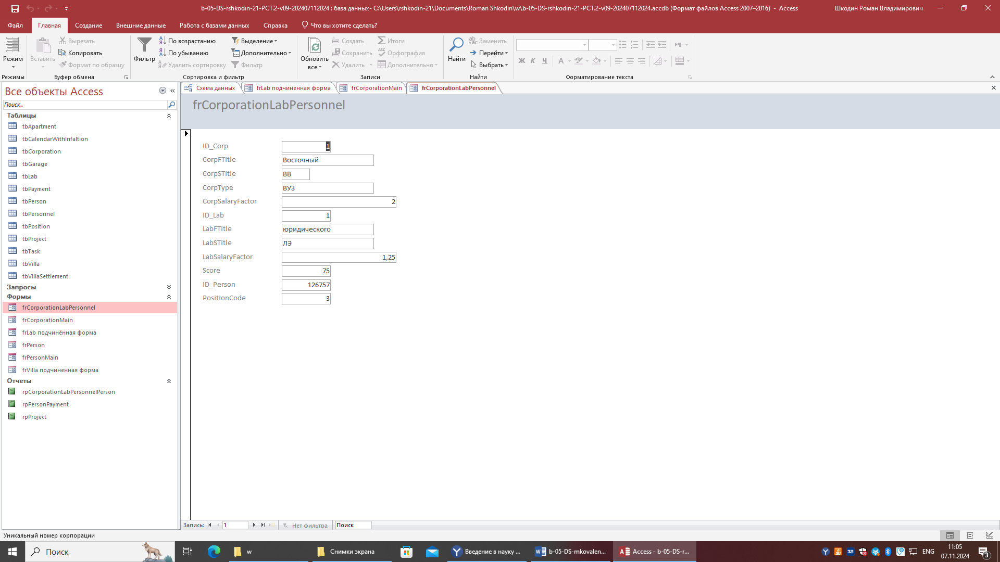 b-05-DS-rshkodin-21-PCT.2-v09-202407112024 : база данных- C:\Users\rshkodin-21\Documents\Roman Shkodin\w\b-05-DS-rshkodin-21-PCT.2-v09-202407112024.accdb (Формат файлов Access 2007–2016) - Access
Шкодин Роман Владимирович
Файл Главная Создание Внешние данные Работа с базами данных Справка Что вы хотите сделать?
Режим
Режимы
Вставить
Вырезать
Копировать
Формат по образцу
Буфер обмена
Фильтр
По возрастанию
По убыванию
Удалить сортировку
Выделение
Дополнительно
Фильтр
Сортировка и фильтр
Обновить все
Создать
Сохранить
Удалить
Итоги
Орфография
Дополнительно
Записи
Найти
Заменить
Перейти
Выбрать
Найти
Ж К Ч А
Форматирование текста
Все объекты Access
Поиск...
Таблицы
tbApartment
tbCalendarWithInfaltion
tbCorporation
tbGarage
tbLab
tbPayment
tbPerson
tbPersonnel
tbPosition
tbProject
tbTask
tbVilla
tbVillaSettlement
Запросы
Формы
frCorporationLabPersonnel
frCorporationMain
frLab подчинённая форма
frPerson
frPersonMain
frVilla подчиненная форма
Отчеты
rpCorporationLabPersonnelPerson
rpPersonPayment
rpProject
Схема данных frLab подчиненная форма frCorporationMain frCorporationLabPersonnel
frCorporationLabPersonnel
ID_Corp 1
CorpFTitle Восточный
CorpSTitle ВВ
CorpType ВУЗ
CorpSalaryFactor 2
ID_Lab 1
LabFTitle юридического
LabSTitle ЛЭ
LabSalaryFactor 1,25
Score 75
ID_Person 126757
PositionCode 3
Запись: 1 Нет фильтра Поиск
Уникальный номер корпорации
Поиск
w
Снимки экрана
Введение в науку ...
b-05-DS-mkovalen...
Access - b-05-DS-r...
32
ENG
11:05
07.11.2024
3